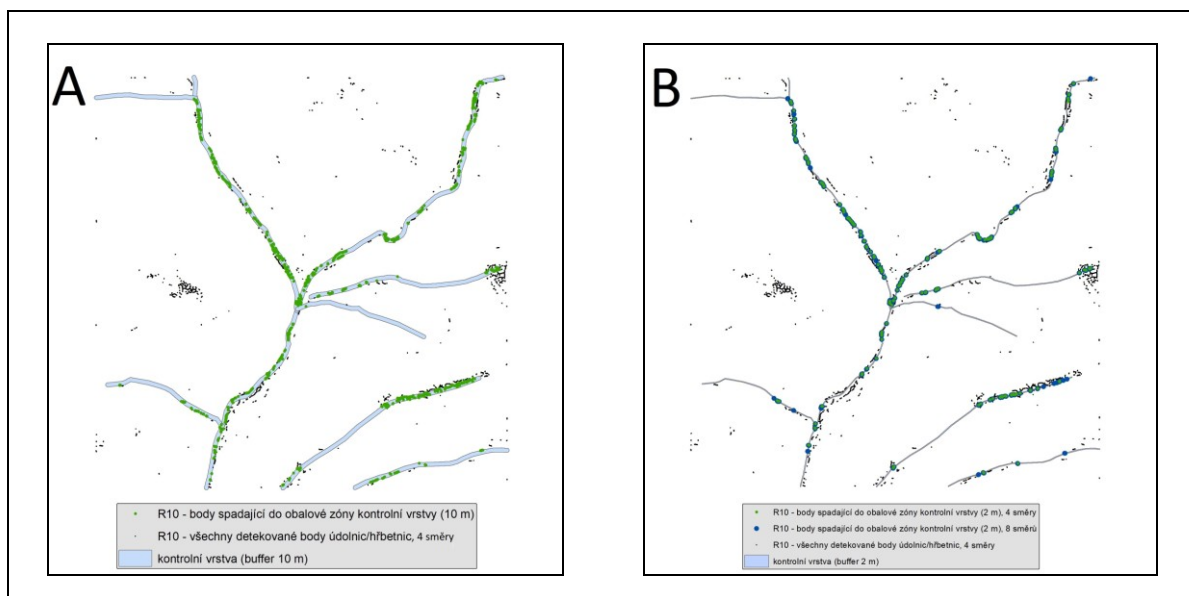 A
R10 - body spadající do obalové zóny kontrolní vrstvy (10 m)
R10 - všechny detekované body údolnic/hřbetnic, 4 směry
kontrolní vrstva (buffer 10 m)
B
R10 - body spadající do obalové zóny kontrolní vrstvy (2 m), 4 směry
R10 - body spadající do obalové zóny kontrolní vrstvy (2 m), 8 směrů
R10 - všechny detekované body údolnic/hřbetnic, 4 směry
kontrolní vrstva (buffer 2 m)